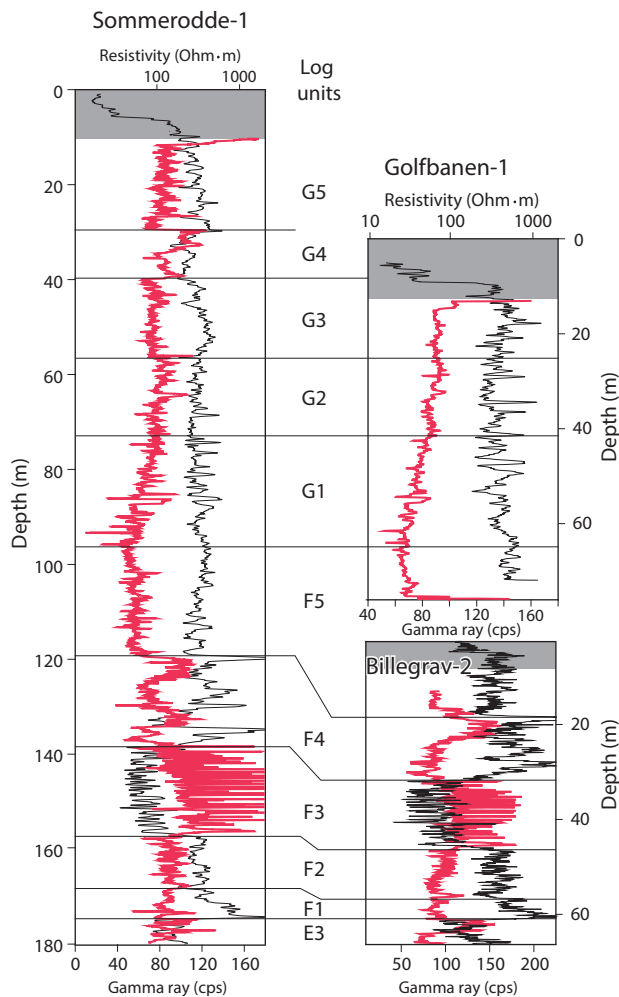 Sommerodde-1
Resistivity (Ohm·m)
100 1000
Log
units
0
20
40
60
80
100
120
140
160
180
Depth (m)
0 40 80 120 160
Gamma ray (cps)
G5
G4
G3
G2
G1
F5
F4
F3
F2
F1
E3
Golfbanen-1
Resistivity (Ohm·m)
10 100 1000
0
20
40
60
Depth (m)
40 80 120 160
Gamma ray (cps)
Billegrav-2
20
40
60
Depth (m)
50 100 150 200
Gamma ray (cps)